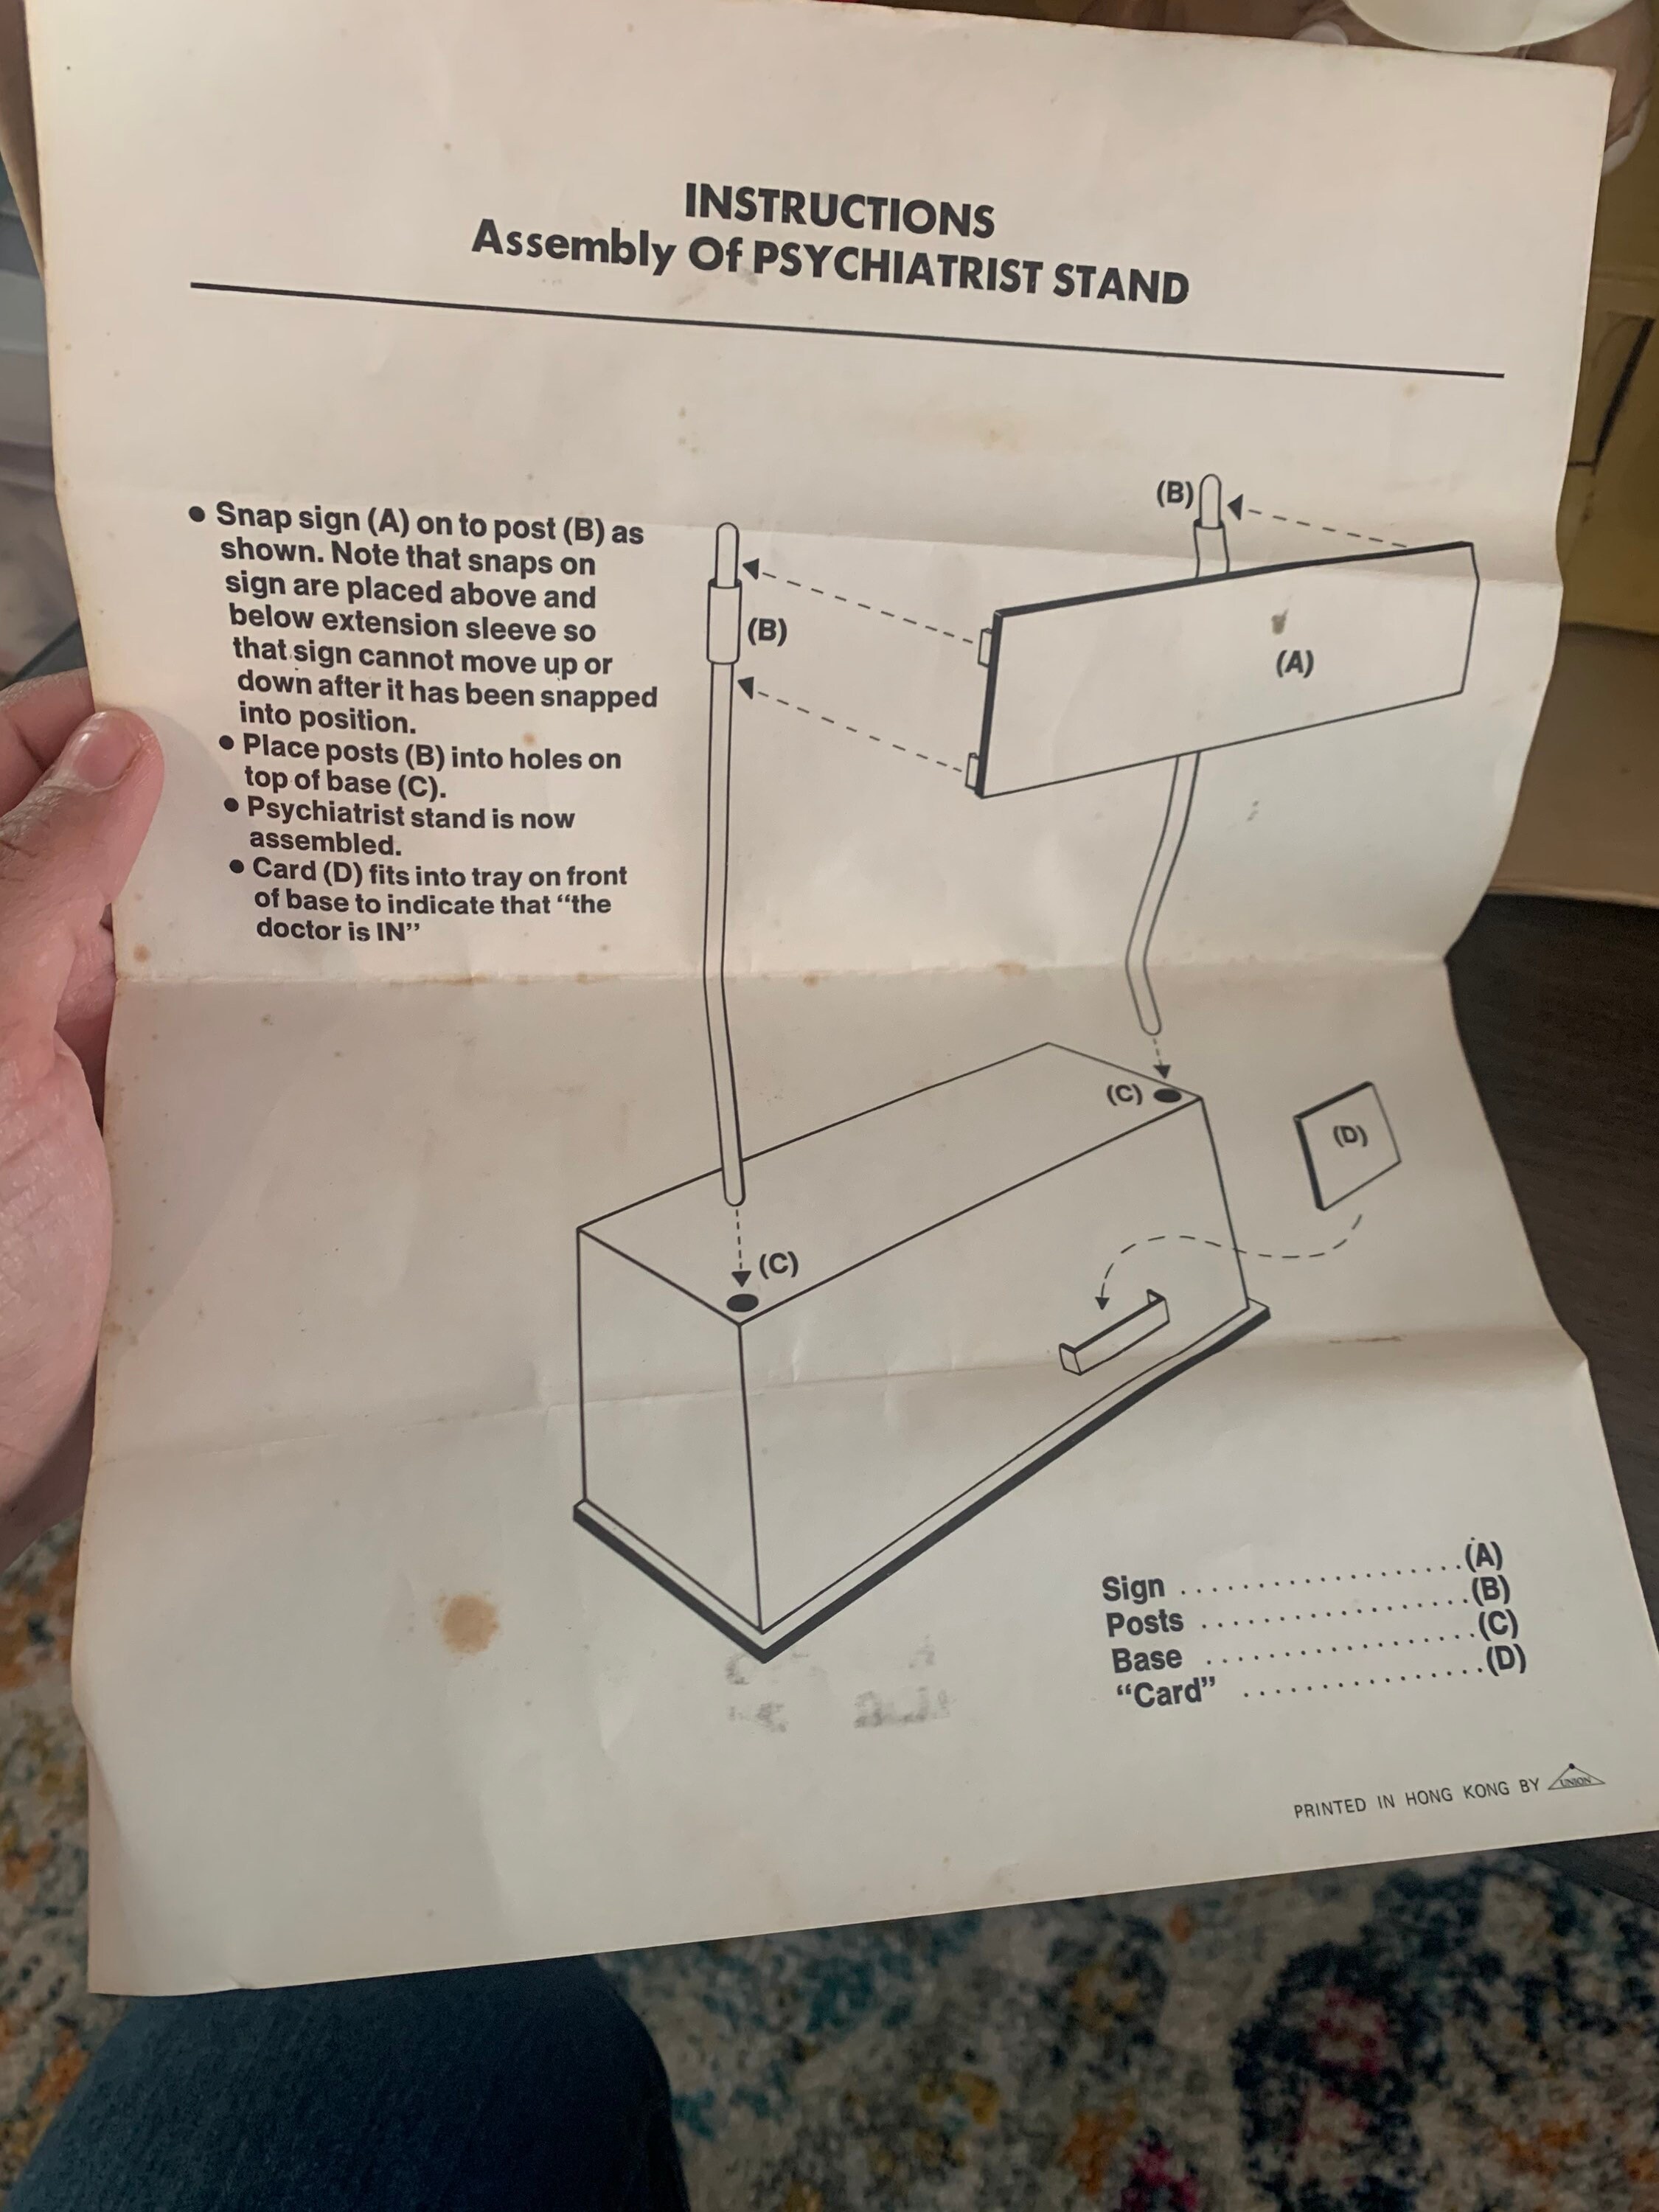 INSTRUCTIONS
Assembly Of PSYCHIATRIST STAND
● Snap sign (A) on to post (B) as
shown. Note that snaps on
sign are placed above and
below extension sleeve so
that sign cannot move up or
down after it has been snapped
into position.
● Place posts (B) into holes on
top of base (C).
● Psychiatrist stand is now
assembled.
● Card (D) fits into tray on front
of base to indicate that “the
doctor is IN”
(B)
(B)
(A)
(C)
(D)
(C)
Sign ..................(A)
Posts .................(B)
Base .................(C)
“Card” ...............(D)
PRINTED IN HONG KONG BY UNION